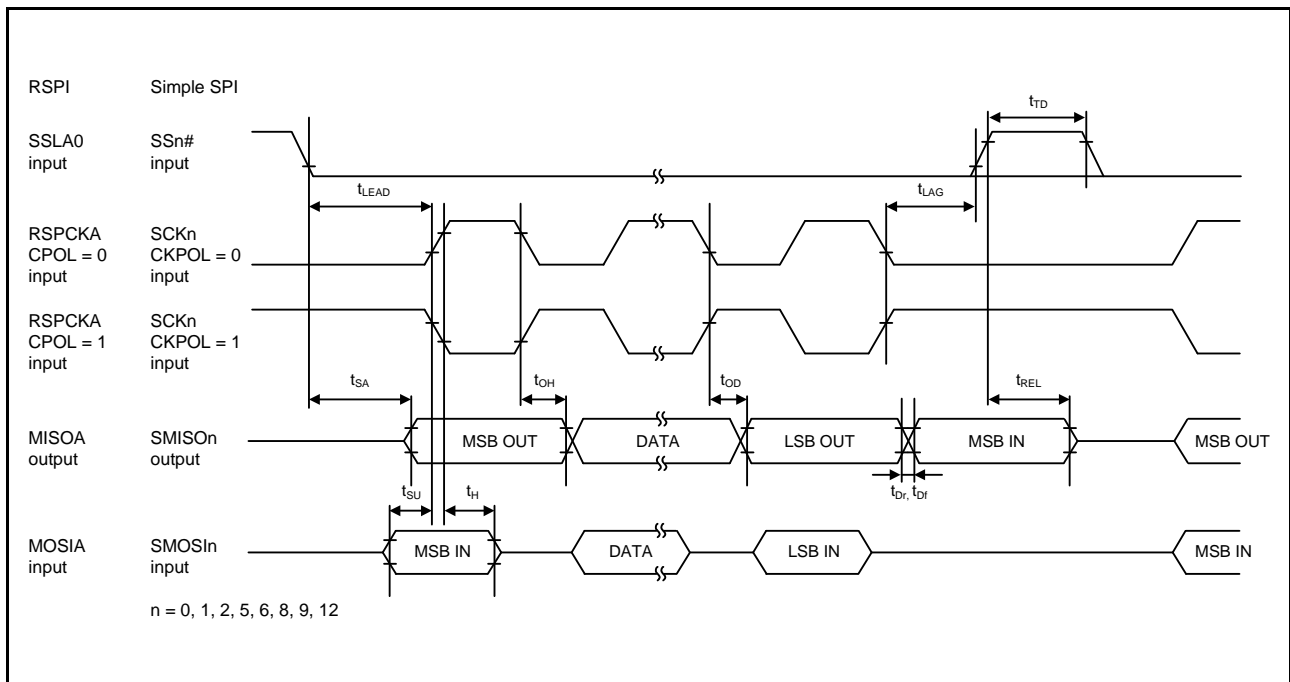 RSPI Simple SPI
tTD
SSLA0 SSn#
input input
tLEAD
tLAG
RSPCKA SCKn
CPOL = 0 CKPOL = 0
input input
RSPCKA SCKn
CPOL = 1 CKPOL = 1
input input
tSA tOH tOD tREL
MISOA SMISOn
output output
MSB OUT DATA LSB OUT MSB IN MSB OUT
tSU tH tDr, tDf
MOSIA SMOSIn
input input
MSB IN DATA LSB IN MSB IN
n = 0, 1, 2, 5, 6, 8, 9, 12